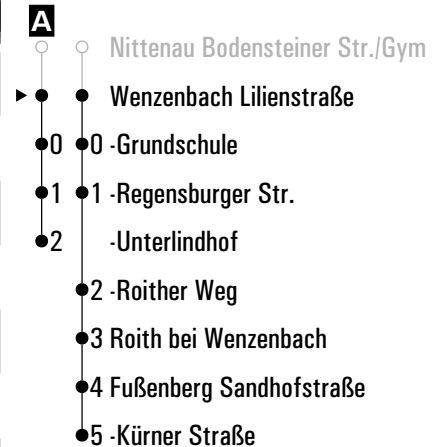 A
Nittenau Bodensteiner Str./Gym
Wenzenbach Lilienstraße
0 0 -Grundschule
1 1 -Regensburger Str.
2 -Unterlindhof
2 -Roither Weg
3 Roith bei Wenzenbach
4 Fußenberg Sandhofstraße
5 -Kürner Straße